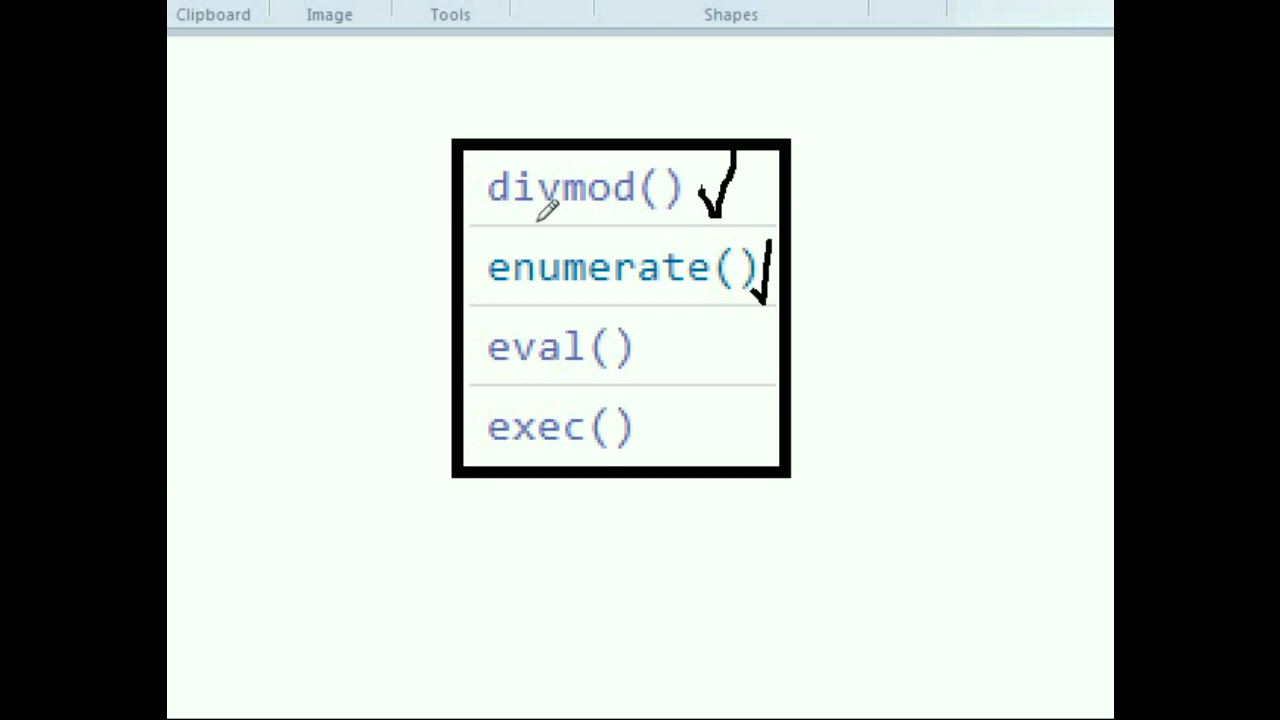 Clipboard Image Tools Shapes
divmod()
enumerate()
eval()
exec()